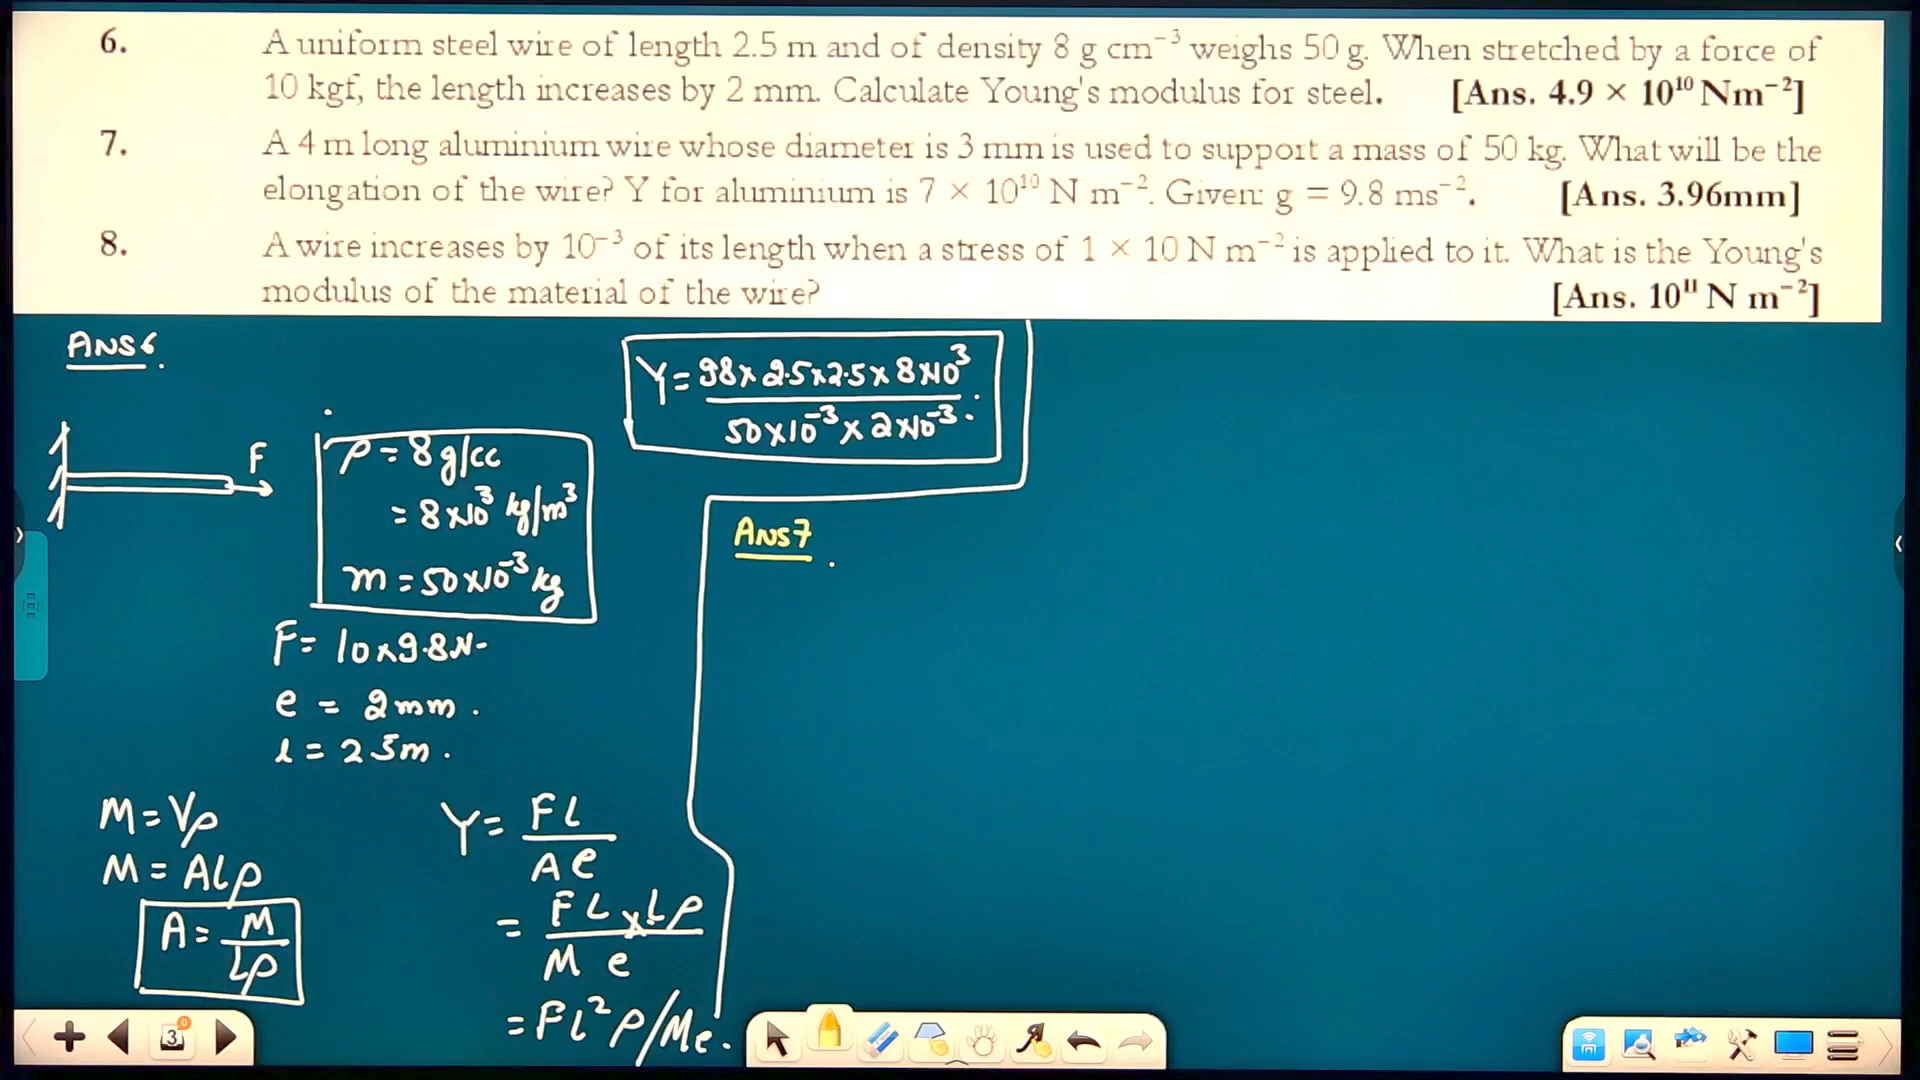 6. A uniform steel wire of length 2.5 m and of density 8 g cm⁻³ weighs 50 g. When stretched by a force of
10 kgf, the length increases by 2 mm. Calculate Young's modulus for steel. [Ans. 4.9 × 10¹⁰ Nm⁻²]
7. A 4 m long aluminium wire whose diameter is 3 mm is used to support a mass of 50 kg. What will be the
elongation of the wire? Y for aluminium is 7 × 10¹⁰ N m⁻². Given: g = 9.8 ms⁻². [Ans. 3.96mm]
8. A wire increases by 10⁻³ of its length when a stress of 1 × 10 N m⁻² is applied to it. What is the Young's
modulus of the material of the wire? [Ans. 10¹¹ N m⁻²]
ANS 6.
F
ρ = 8 g/cc
= 8×10³ kg/m³
m = 50×10⁻³ kg
F = 10×9.8N
e = 2mm.
l = 2.5m.
M = Vρ
M = ALρ
A = M/Lρ
Y = FL/Ae
= FL×Lρ/M e
= FL²ρ/Me.
Y = 98×2.5×2.5×8×10³/50×10⁻³×2×10⁻³.
ANS 7.
3
0